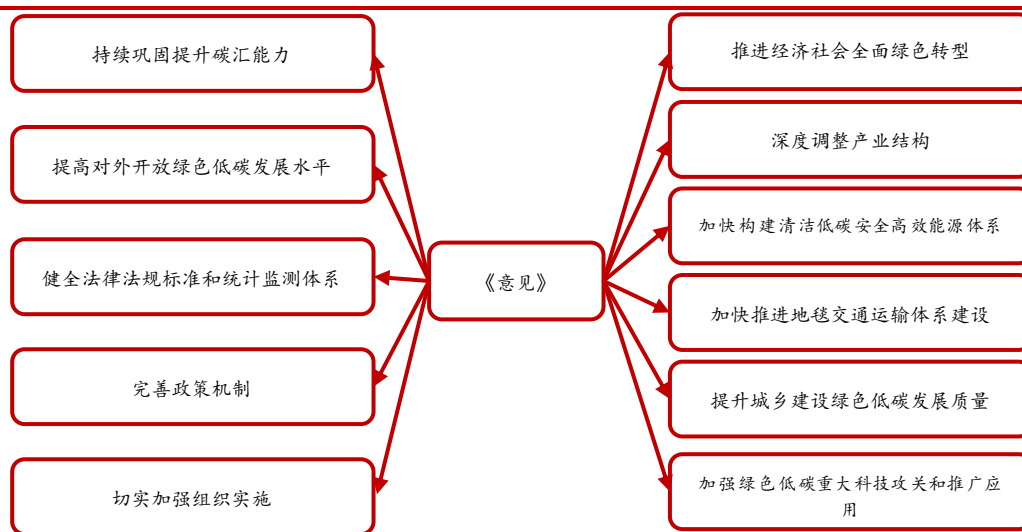 持续巩固提升碳汇能力
提高对外开放绿色低碳发展水平
健全法律法规标准和统计监测体系
完善政策机制
切实加强组织实施
《意见》
推进经济社会全面绿色转型
深度调整产业结构
加快构建清洁低碳安全高效能源体系
加快推进地毯交通运输体系建设
提升城乡建设绿色低碳发展质量
加强绿色低碳重大科技攻关和推广应
用